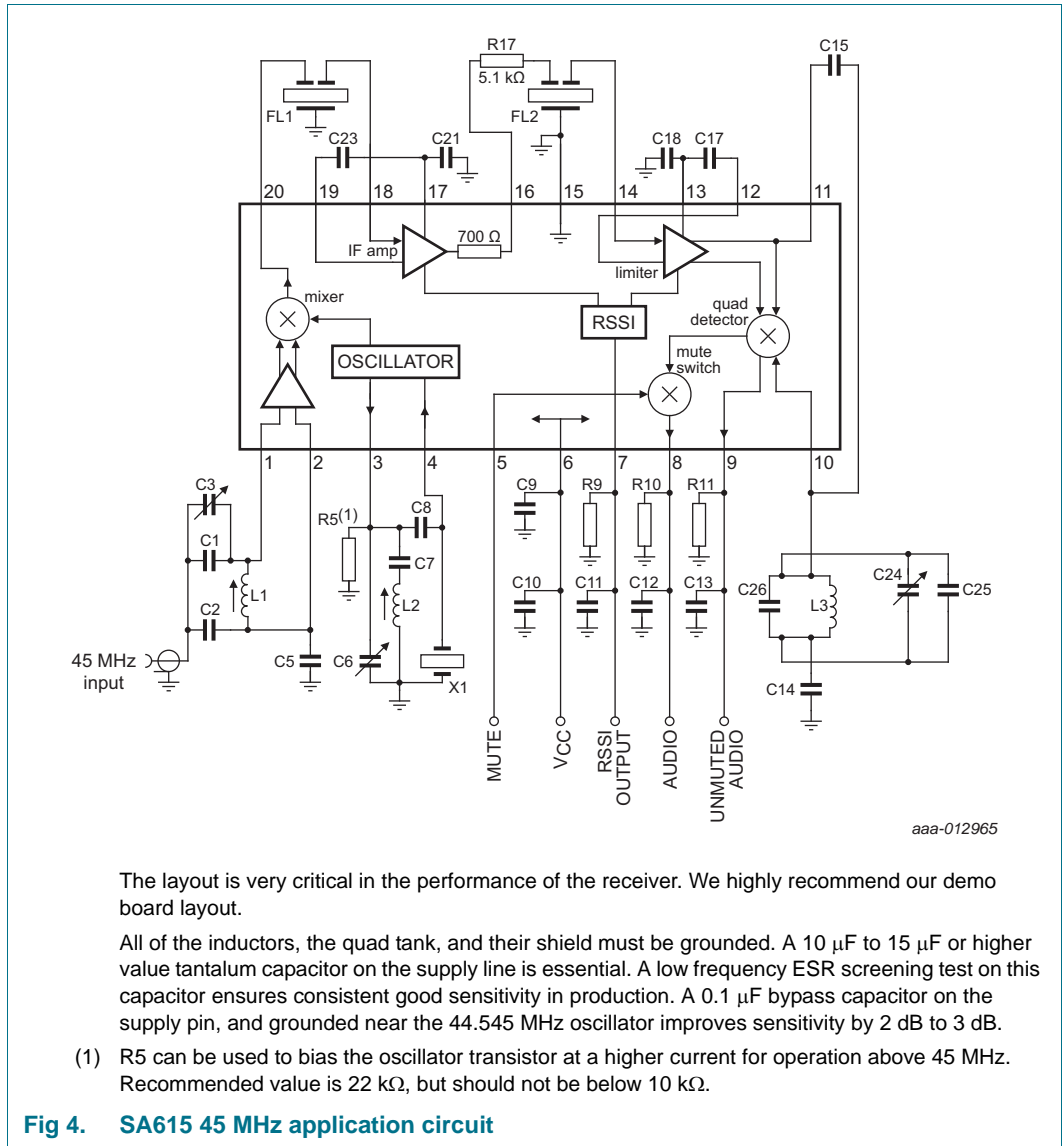 R17
C15
5.1 kΩ
FL1
FL2
C23
C21
C18 C17
20 19 18 17 16 15 14 13 12 11
IF amp
700 Ω
limiter
mixer
quad
detector
RSSI
OSCILLATOR
mute
switch
1 2 3 4 5 6 7 8 9 10
C3
C9
R9
R10
R11
R5(1)
C8
C1
C7
C24
L1
C26
L3
C25
C2
L2
C10
C11
C12
C13
45 MHz
input
C5
C6
X1
C14
MUTE
VCC
RSSI
OUTPUT
AUDIO
UNMUTED
AUDIO
aaa-012965
The layout is very critical in the performance of the receiver. We highly recommend our demo
board layout.
All of the inductors, the quad tank, and their shield must be grounded. A 10 μF to 15 μF or higher
value tantalum capacitor on the supply line is essential. A low frequency ESR screening test on this
capacitor ensures consistent good sensitivity in production. A 0.1 μF bypass capacitor on the
supply pin, and grounded near the 44.545 MHz oscillator improves sensitivity by 2 dB to 3 dB.
(1) R5 can be used to bias the oscillator transistor at a higher current for operation above 45 MHz.
Recommended value is 22 kΩ, but should not be below 10 kΩ.
Fig 4. SA615 45 MHz application circuit